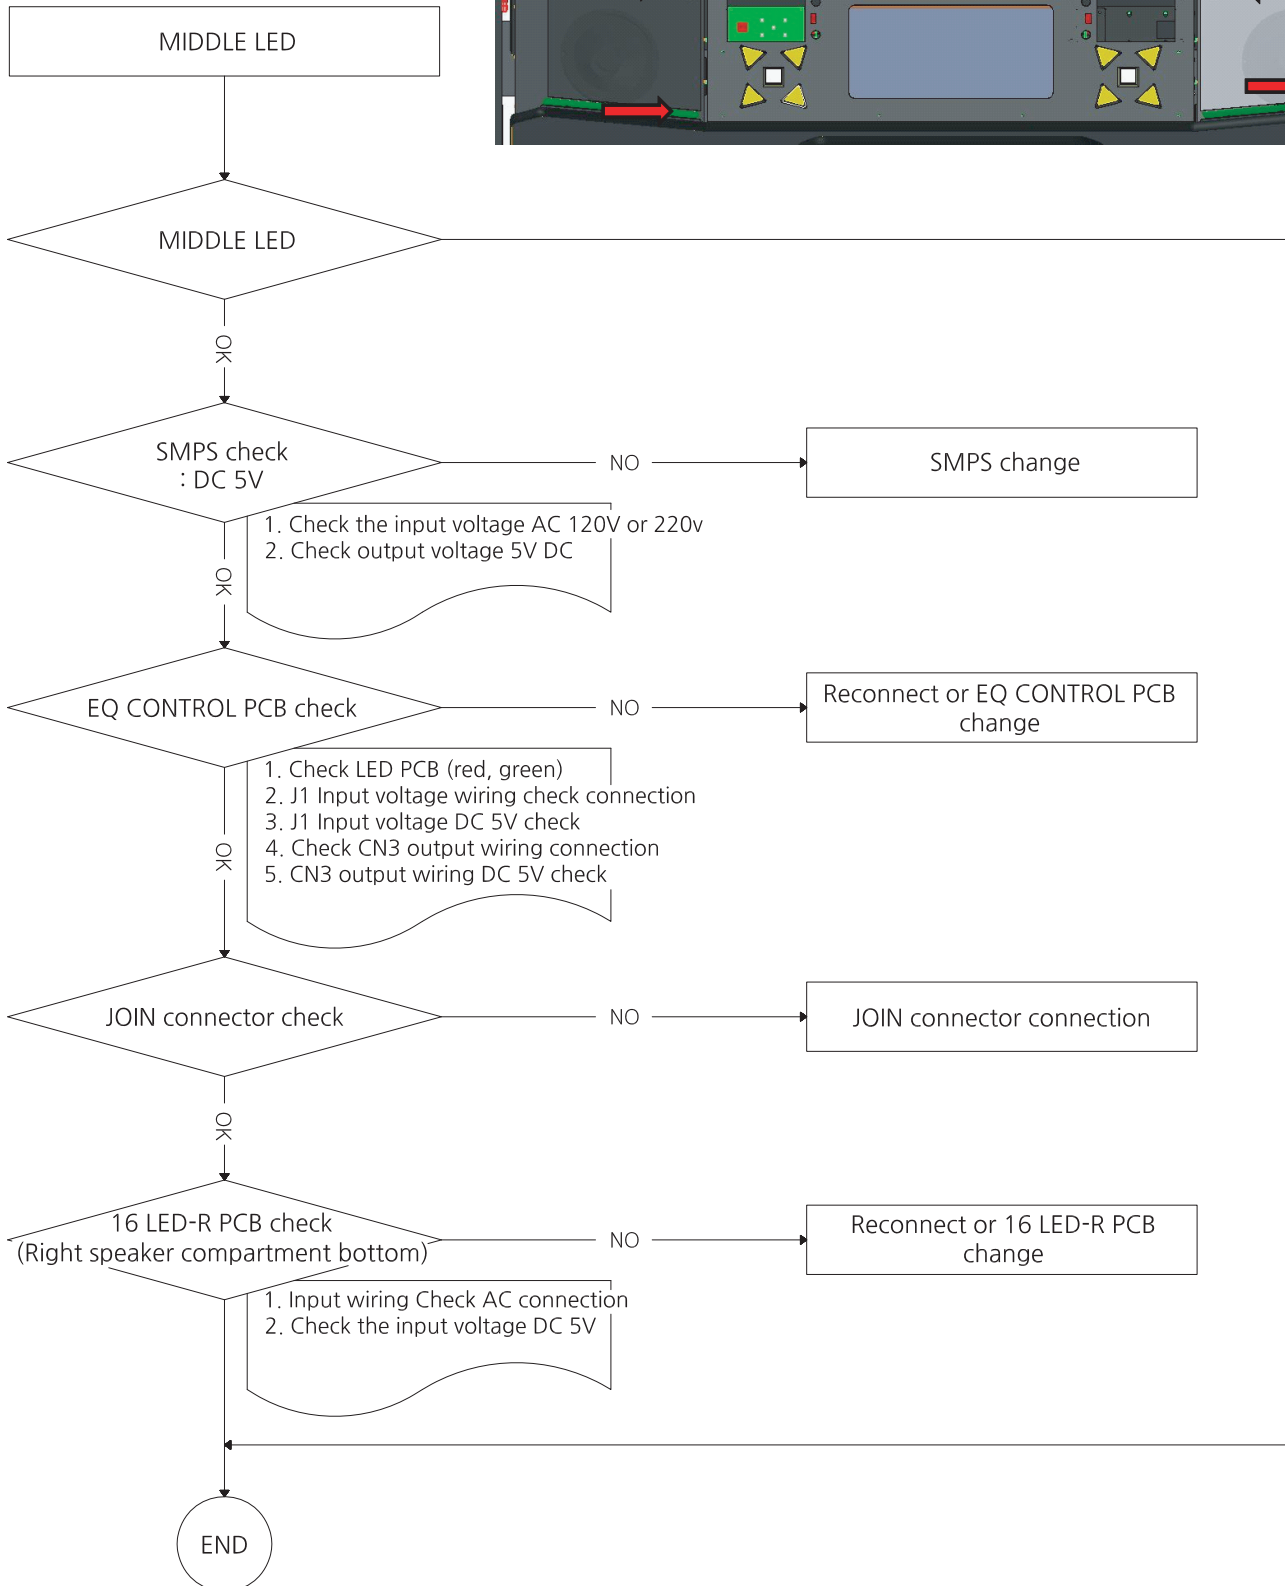 MIDDLE LED
MIDDLE LED
OK
SMPS check
: DC 5V
NO
SMPS change
1. Check the input voltage AC 120V or 220v
2. Check output voltage 5V DC
OK
EQ CONTROL PCB check
NO
Reconnect or EQ CONTROL PCB
change
1. Check LED PCB (red, green)
2. J1 Input voltage wiring check connection
3. J1 Input voltage DC 5V check
4. Check CN3 output wiring connection
5. CN3 output wiring DC 5V check
OK
JOIN connector check
NO
JOIN connector connection
OK
16 LED-R PCB check
(Right speaker compartment bottom)
NO
Reconnect or 16 LED-R PCB
change
1. Input wiring Check AC connection
2. Check the input voltage DC 5V
END